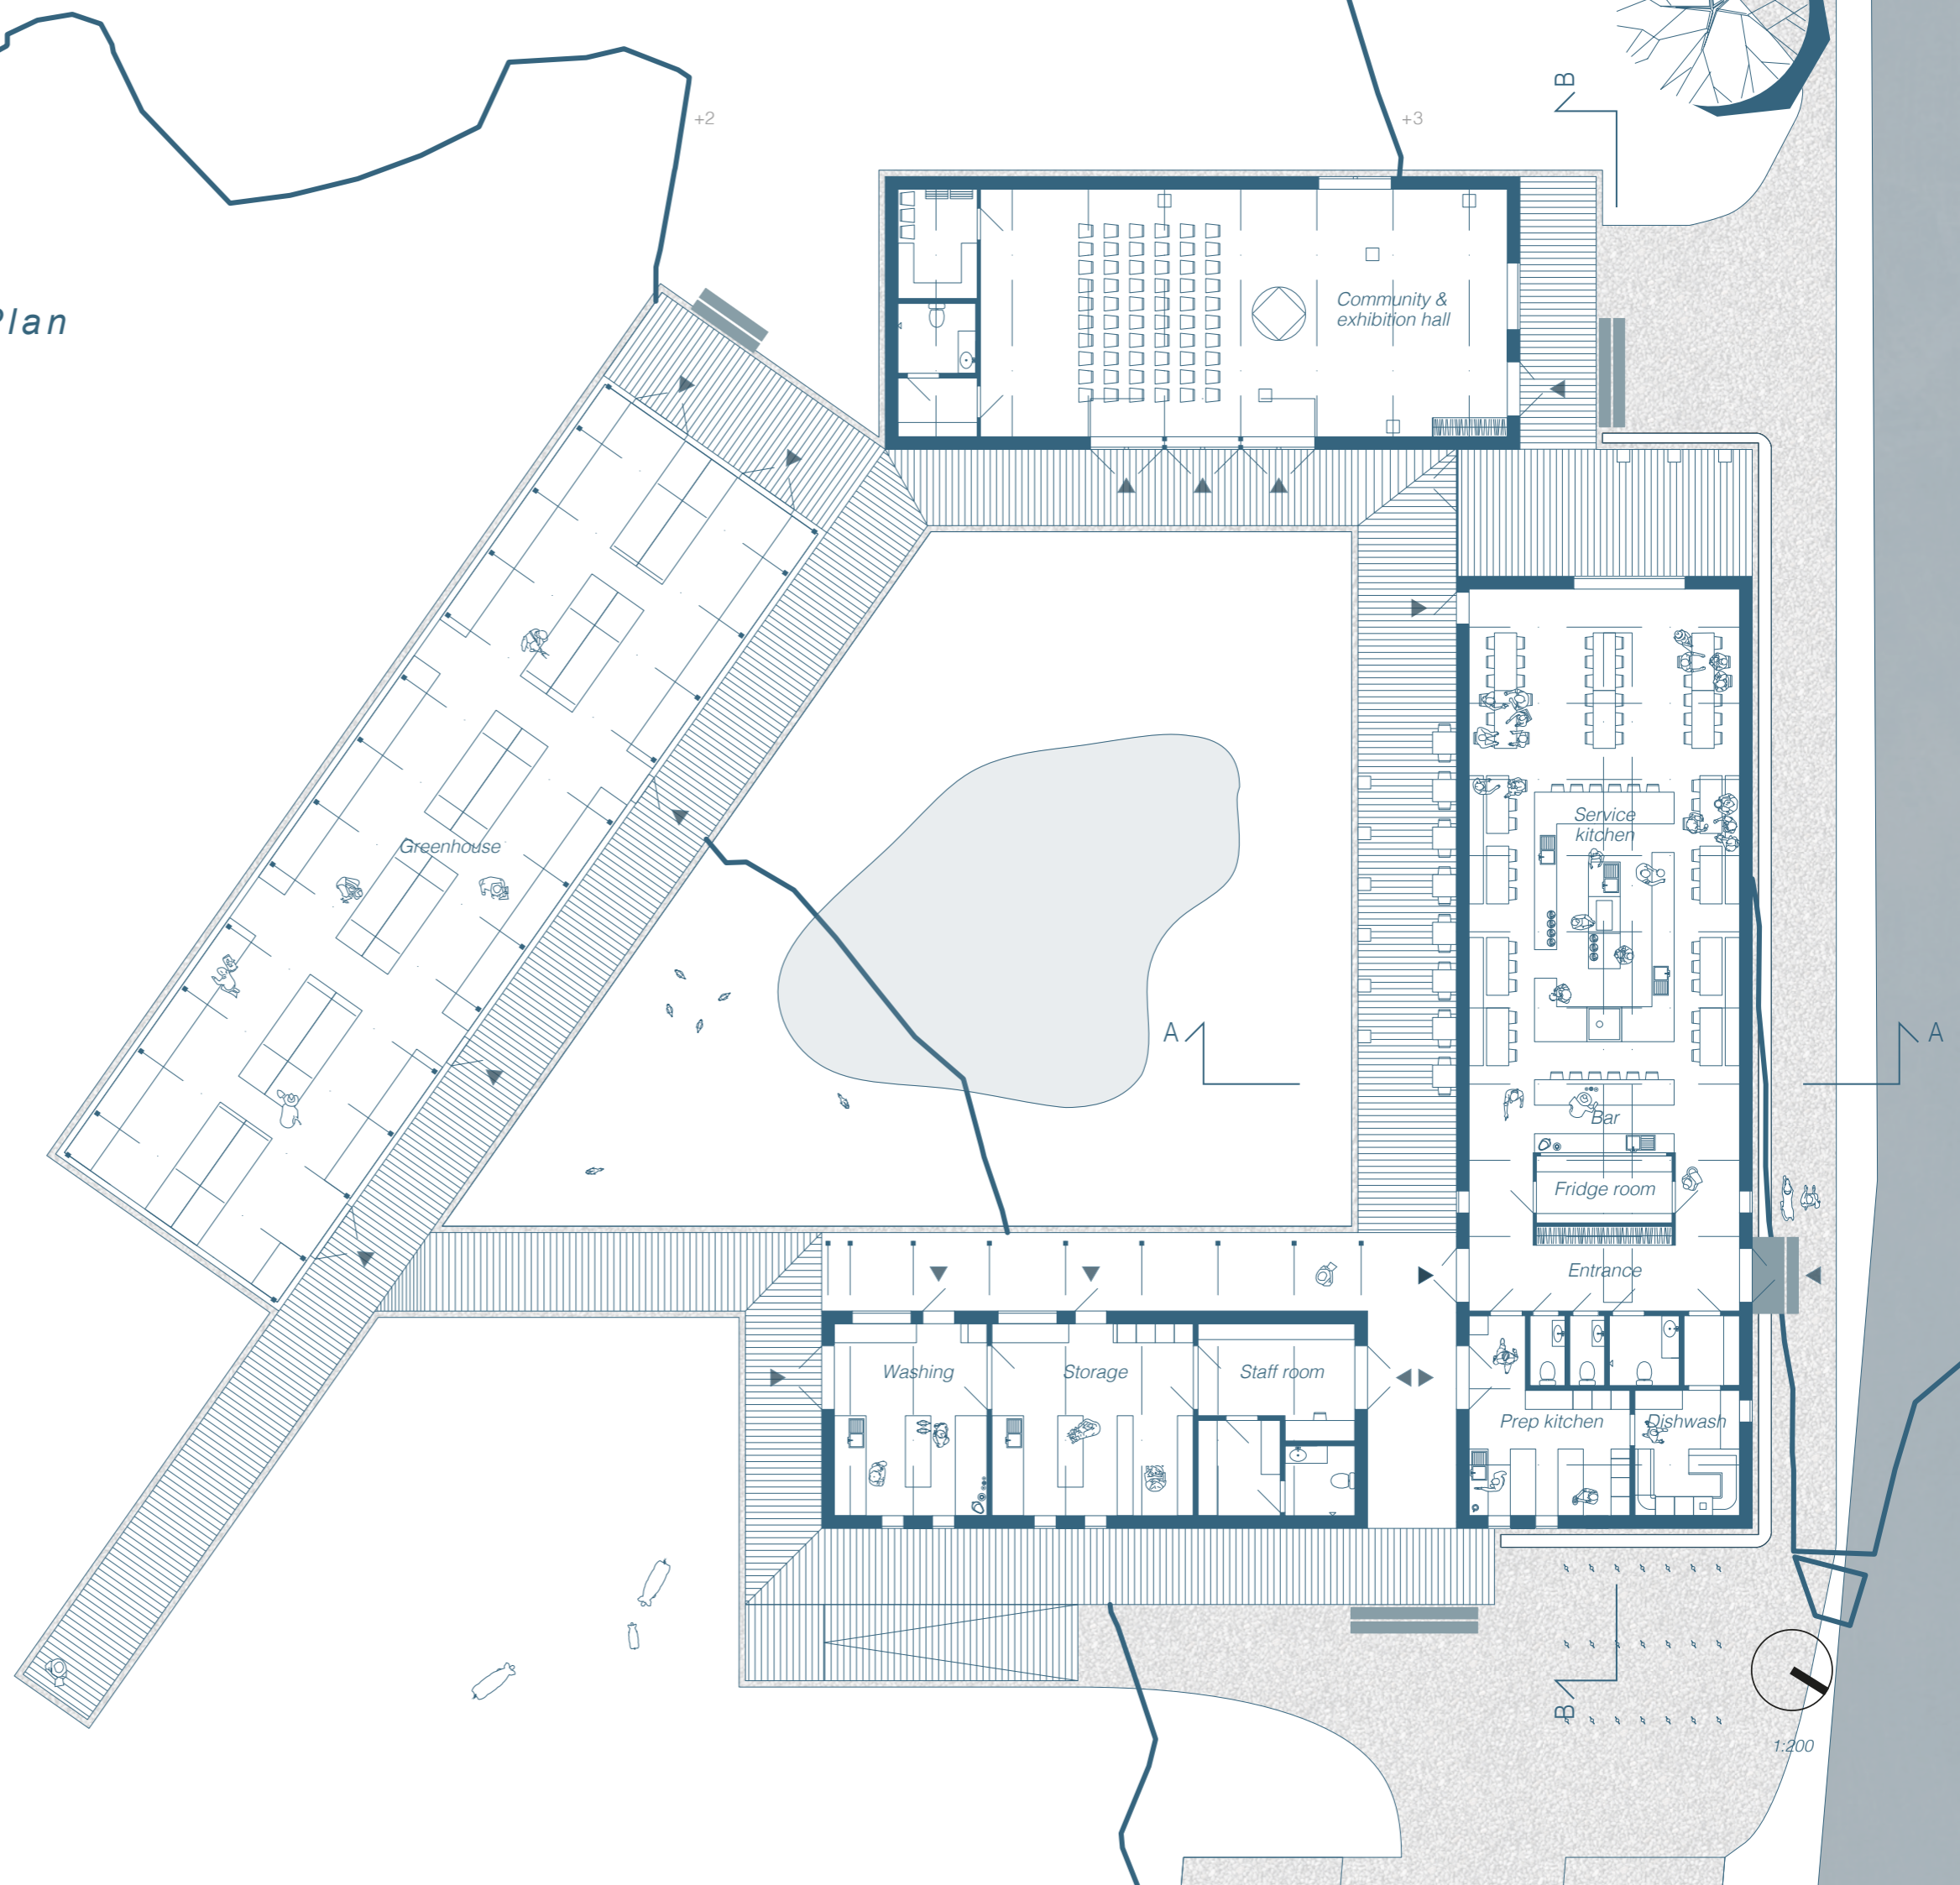 B
+2
+3
Plan
Community &
exhibition hall
Service
kitchen
Greenhouse
A
A
Bar
Fridge room
Entrance
Washing
Storage
Staff room
Prep kitchen
Dishwash
B
1:200